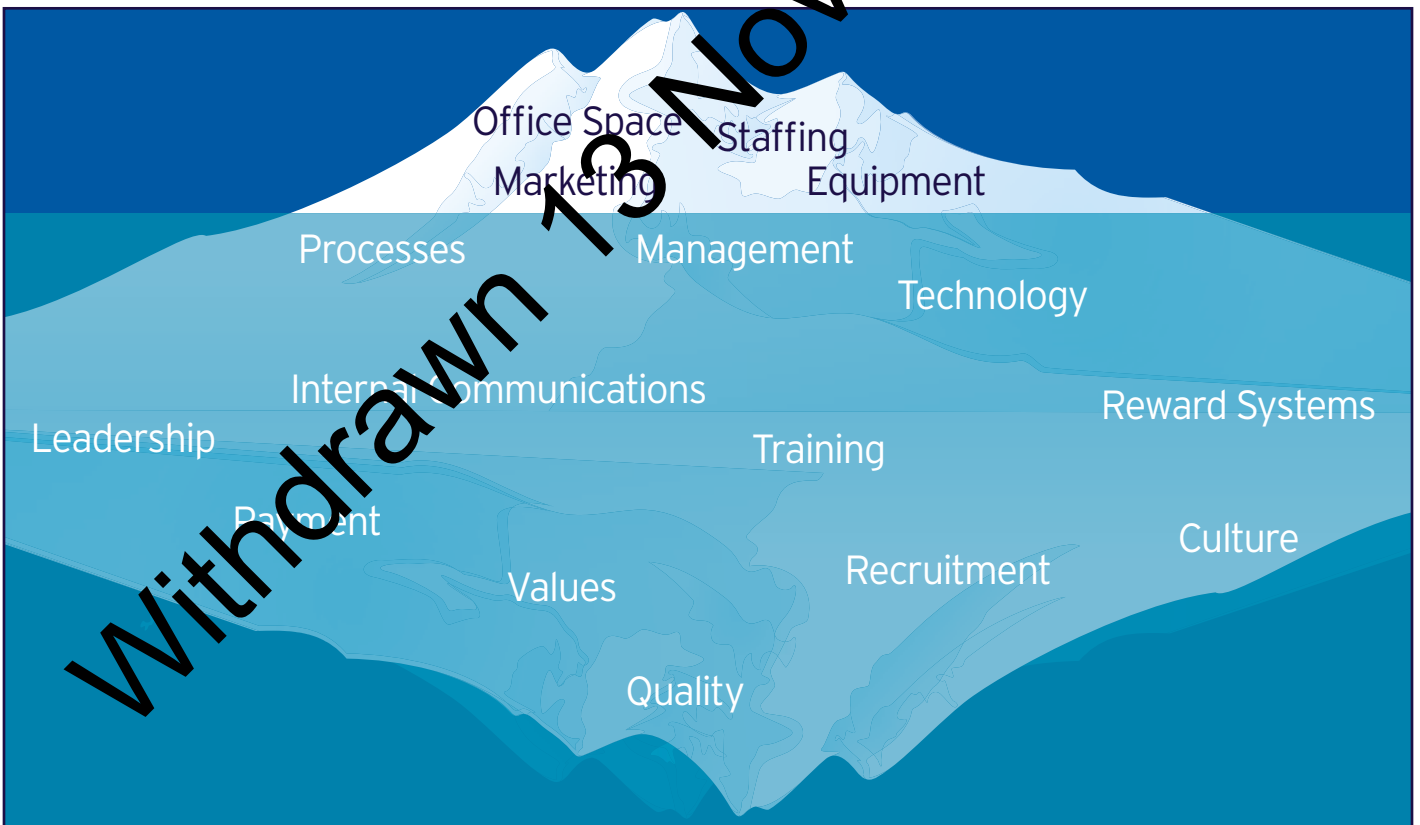 Office Space
Staffing
Marketing
Equipment
Processes
Management
Technology
Internal Communications
Reward Systems
Leadership
Training
Payment
Culture
Recruitment
Values
Quality
Withdrawn 13 Nov